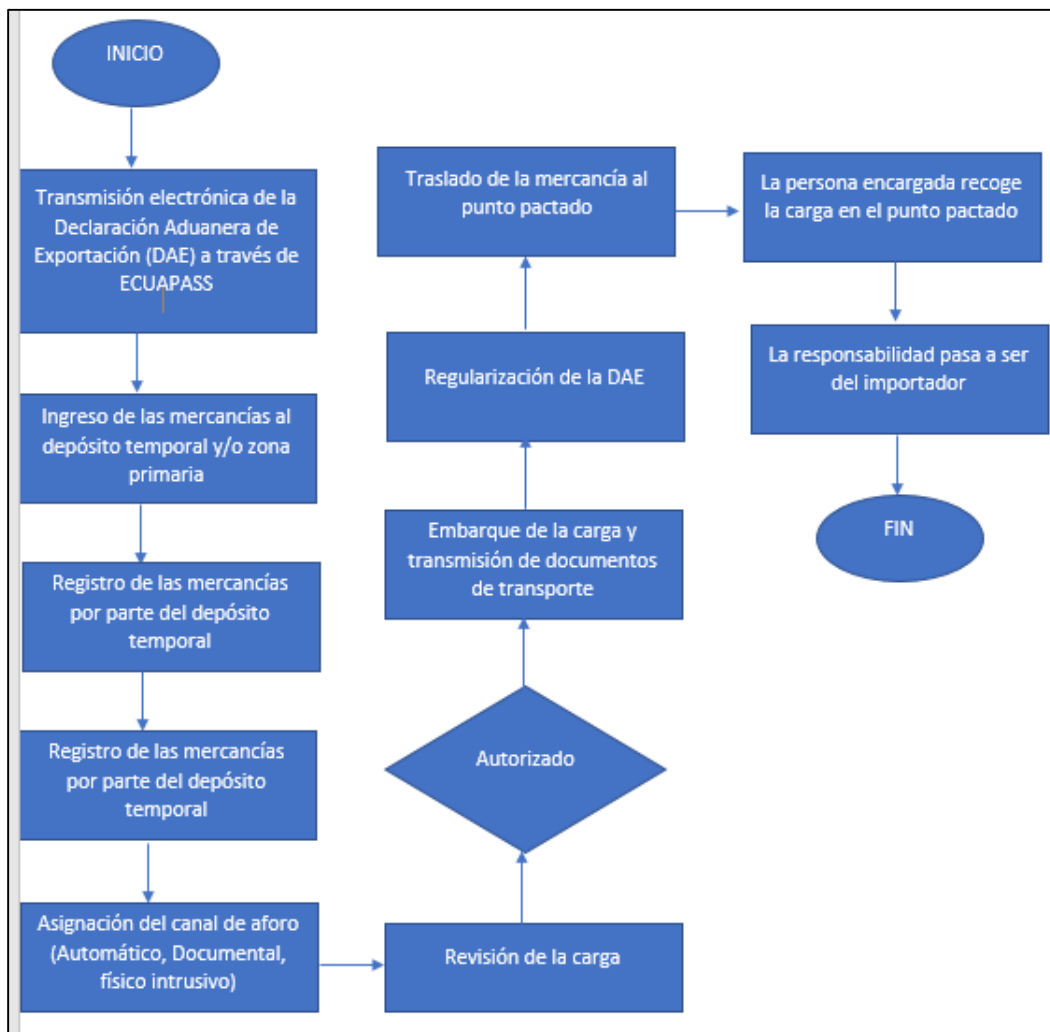 INICIO
Transmisión electrónica de la
Declaración Aduanera de
Exportación (DAE) a través de
ECUAPASS
Ingreso de las mercancías al
depósito temporal y/o zona
primaria
Registro de las mercancías
por parte del depósito
temporal
Registro de las mercancías
por parte del depósito
temporal
Asignación del canal de aforo
(Automático, Documental,
físico intrusivo)
Revisión de la carga
Autorizado
Embarque de la carga y
transmisión de documentos
de transporte
Regularización de la DAE
Traslado de la mercancía al
punto pactado
La persona encargada recoge
la carga en el punto pactado
La responsabilidad pasa a ser
del importador
FIN